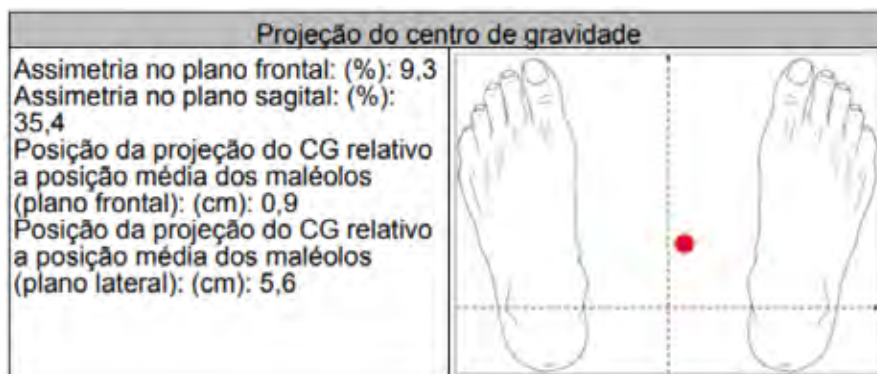 Projeção do centro de gravidade
Assimetria no plano frontal: (%): 9,3
Assimetria no plano sagital: (%):
35,4
Posição da projeção do CG relativo
a posição média dos maléolos
(plano frontal): (cm): 0,9
Posição da projeção do CG relativo
a posição média dos maléolos
(plano lateral): (cm): 5,6